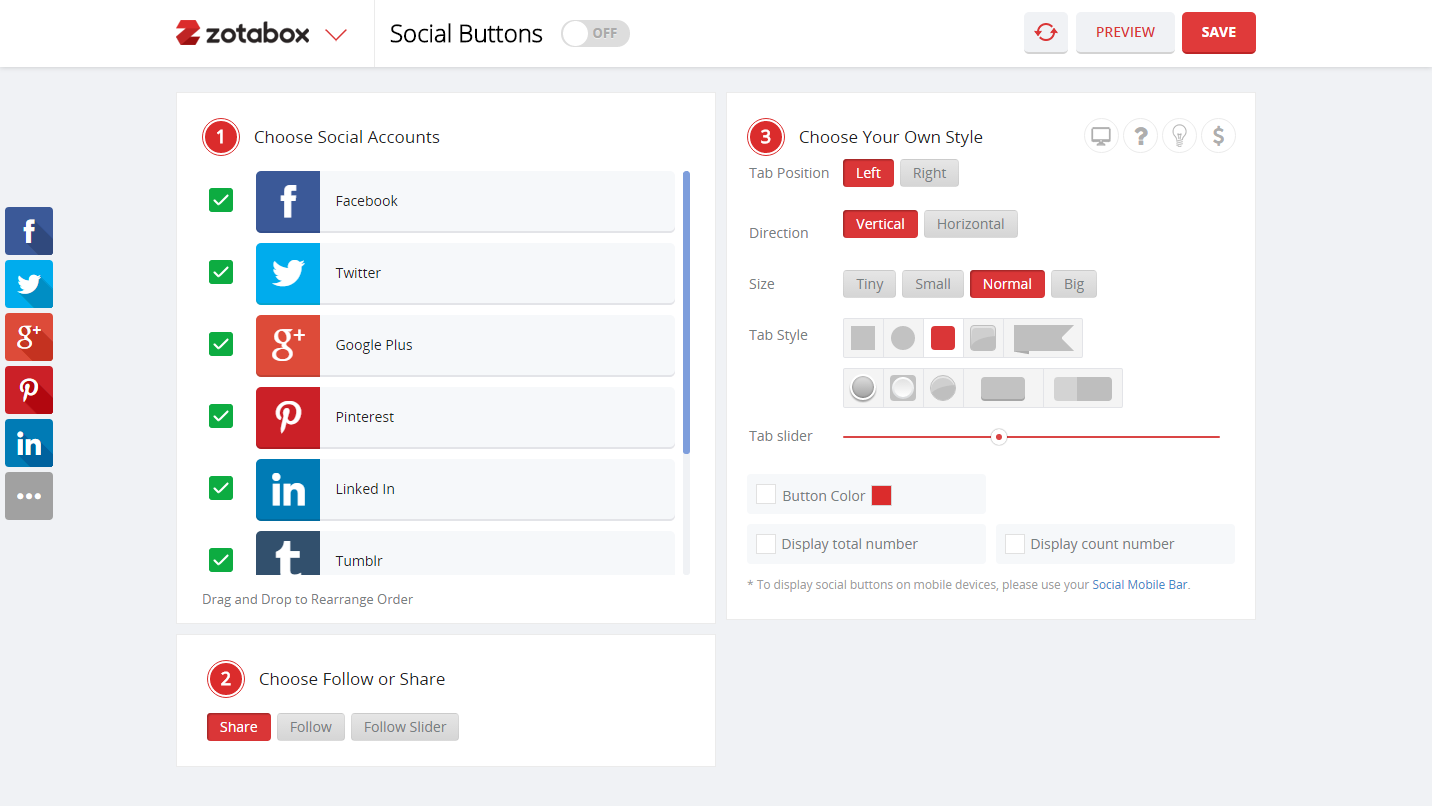 zotabox
Social Buttons
OFF
PREVIEW
SAVE
1 Choose Social Accounts
f Facebook
Twitter
g+ Google Plus
Pinterest
in Linked In
t Tumblr
Drag and Drop to Rearrange Order
2 Choose Follow or Share
Share Follow Follow Slider
3 Choose Your Own Style
? $
Tab Position Left Right
Direction Vertical Horizontal
Size Tiny Small Normal Big
Tab Style
Tab slider
Button Color
Display total number Display count number
* To display social buttons on mobile devices, please use your Social Mobile Bar.
f
g+
in